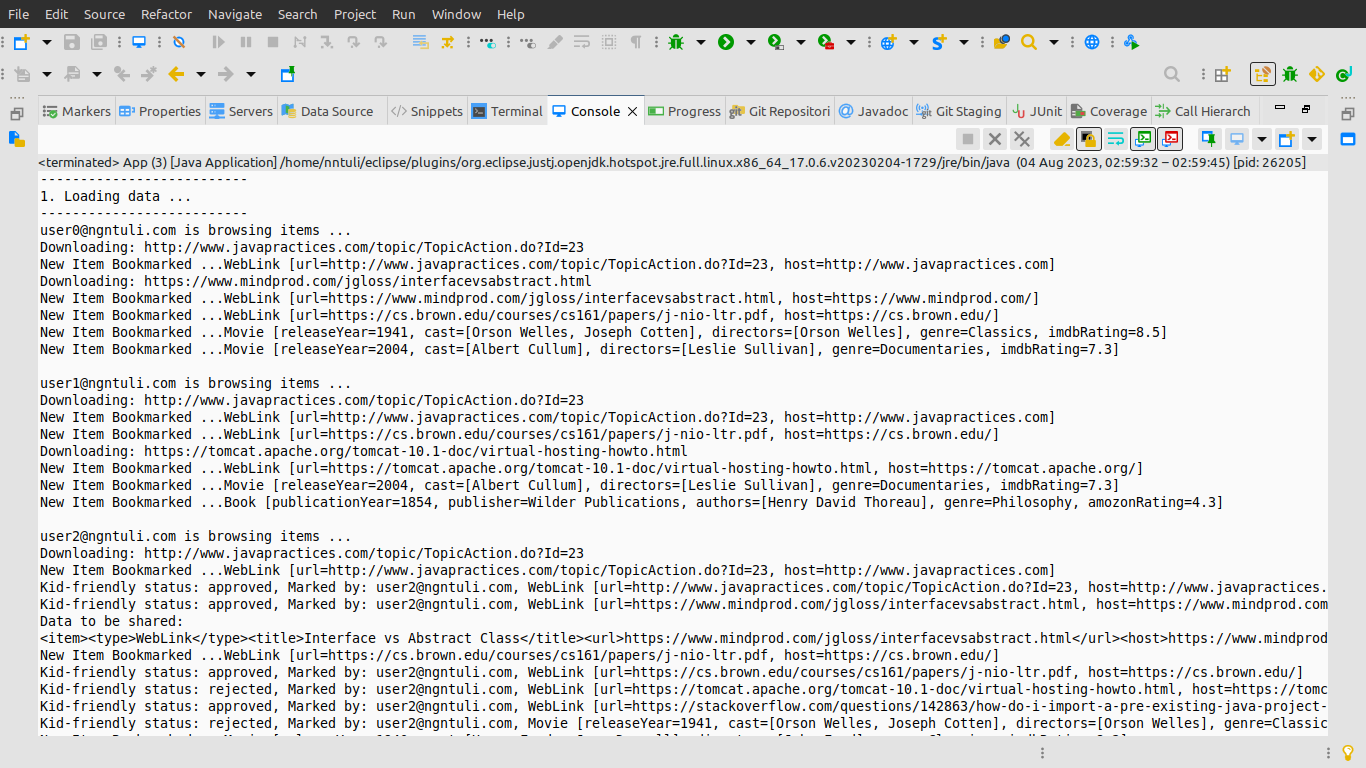 File Edit Source Refactor Navigate Search Project Run Window Help
Markers Properties Servers Data Source </> Snippets Terminal Console Progress Git Repositori Javadoc Git Staging JUnit Coverage Call Hierarch
<terminated> App (3) [Java Application] /home/nntuli/eclipse/plugins/org.eclipse.justj.openjdk.hotspot.jre.full.linux.x86_64_17.0.6.v20230204-1729/jre/bin/java (04 Aug 2023, 02:59:32 – 02:59:45) [pid: 26205]
--------------------------
1. Loading data ...
--------------------------
user0@ngntuli.com is browsing items ...
Downloading: http://www.javapractices.com/topic/TopicAction.do?Id=23
New Item Bookmarked ...WebLink [url=http://www.javapractices.com/topic/TopicAction.do?Id=23, host=http://www.javapractices.com]
Downloading: https://www.mindprod.com/jgloss/interfacevsabstract.html
New Item Bookmarked ...WebLink [url=https://www.mindprod.com/jgloss/interfacevsabstract.html, host=https://www.mindprod.com/]
New Item Bookmarked ...WebLink [url=https://cs.brown.edu/courses/cs161/papers/j-nio-ltr.pdf, host=https://cs.brown.edu/]
New Item Bookmarked ...Movie [releaseYear=1941, cast=[Orson Welles, Joseph Cotten], directors=[Orson Welles], genre=Classics, imdbRating=8.5]
New Item Bookmarked ...Movie [releaseYear=2004, cast=[Albert Cullum], directors=[Leslie Sullivan], genre=Documentaries, imdbRating=7.3]
user1@ngntuli.com is browsing items ...
Downloading: http://www.javapractices.com/topic/TopicAction.do?Id=23
New Item Bookmarked ...WebLink [url=http://www.javapractices.com/topic/TopicAction.do?Id=23, host=http://www.javapractices.com]
New Item Bookmarked ...WebLink [url=https://cs.brown.edu/courses/cs161/papers/j-nio-ltr.pdf, host=https://cs.brown.edu/]
Downloading: https://tomcat.apache.org/tomcat-10.1-doc/virtual-hosting-howto.html
New Item Bookmarked ...WebLink [url=https://tomcat.apache.org/tomcat-10.1-doc/virtual-hosting-howto.html, host=https://tomcat.apache.org/]
New Item Bookmarked ...Movie [releaseYear=2004, cast=[Albert Cullum], directors=[Leslie Sullivan], genre=Documentaries, imdbRating=7.3]
New Item Bookmarked ...Book [publicationYear=1854, publisher=Wilder Publications, authors=[Henry David Thoreau], genre=Philosophy, amozonRating=4.3]
user2@ngntuli.com is browsing items ...
Downloading: http://www.javapractices.com/topic/TopicAction.do?Id=23
New Item Bookmarked ...WebLink [url=http://www.javapractices.com/topic/TopicAction.do?Id=23, host=http://www.javapractices.com]
Kid-friendly status: approved, Marked by: user2@ngntuli.com, WebLink [url=http://www.javapractices.com/topic/TopicAction.do?Id=23, host=http://www.javapractices.
Kid-friendly status: approved, Marked by: user2@ngntuli.com, WebLink [url=https://www.mindprod.com/jgloss/interfacevsabstract.html, host=https://www.mindprod.com
Data to be shared:
<item><type>WebLink</type><title>Interface vs Abstract Class</title><url>https://www.mindprod.com/jgloss/interfacevsabstract.html</url><host>https://www.mindprod
New Item Bookmarked ...WebLink [url=https://cs.brown.edu/courses/cs161/papers/j-nio-ltr.pdf, host=https://cs.brown.edu/]
Kid-friendly status: approved, Marked by: user2@ngntuli.com, WebLink [url=https://cs.brown.edu/courses/cs161/papers/j-nio-ltr.pdf, host=https://cs.brown.edu/]
Kid-friendly status: rejected, Marked by: user2@ngntuli.com, WebLink [url=https://tomcat.apache.org/tomcat-10.1-doc/virtual-hosting-howto.html, host=https://tomc
Kid-friendly status: approved, Marked by: user2@ngntuli.com, WebLink [url=https://stackoverflow.com/questions/142863/how-do-i-import-a-pre-existing-java-project-
Kid-friendly status: rejected, Marked by: user2@ngntuli.com, Movie [releaseYear=1941, cast=[Orson Welles, Joseph Cotten], directors=[Orson Welles], genre=Classic